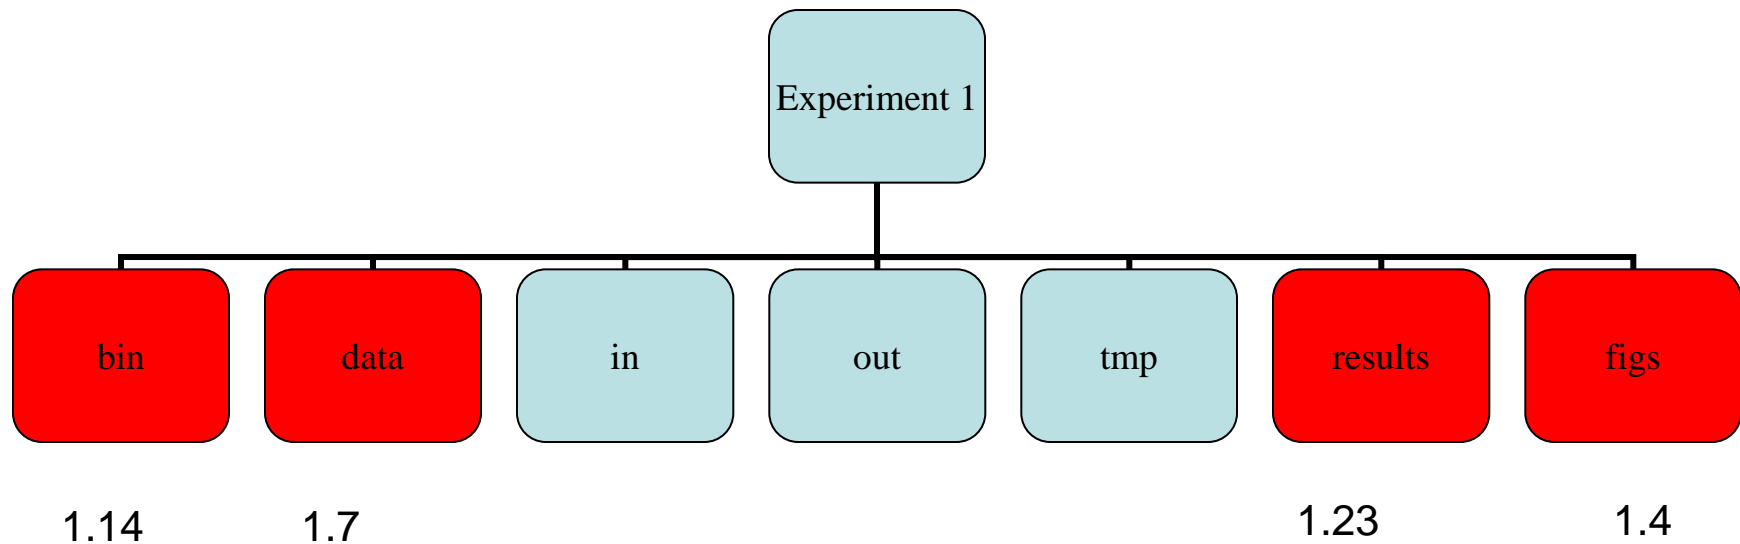 Experiment 1
bin data in out tmp results figs
1.14 1.7 1.23 1.4